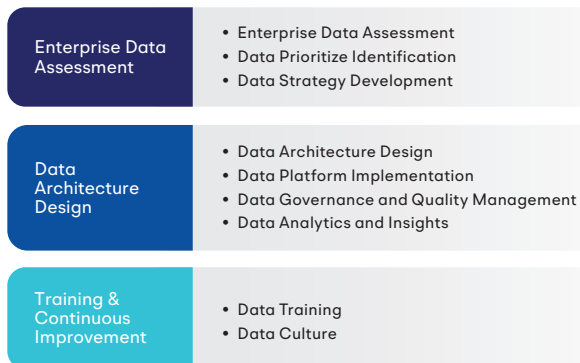 Enterprise Data
Assessment
• Enterprise Data Assessment
• Data Prioritize Identification
• Data Strategy Development
Data
Architecture
Design
• Data Architecture Design
• Data Platform Implementation
• Data Governance and Quality Management
• Data Analytics and Insights
Training &
Continuous
Improvement
• Data Training
• Data Culture